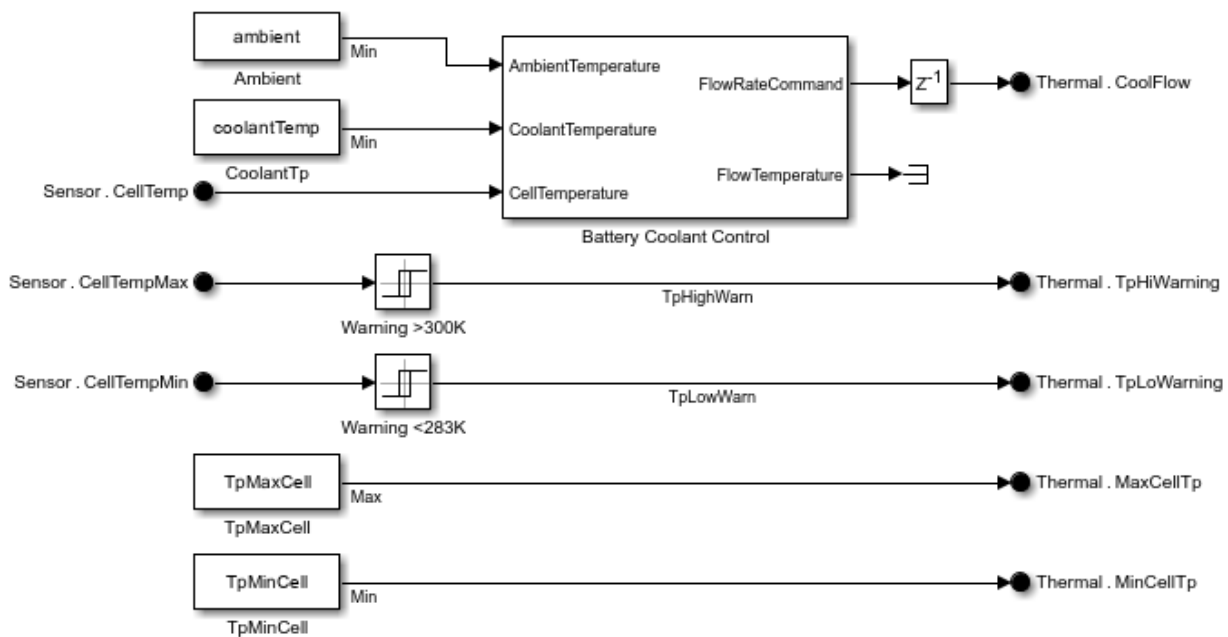 ambient
Min
Ambient
coolantTemp
Min
CoolantTp
Sensor . CellTemp
AmbientTemperature
CoolantTemperature
CellTemperature
FlowRateCommand
FlowTemperature
Battery Coolant Control
Z-1
Thermal . CoolFlow
Sensor . CellTempMax
Warning >300K
TpHighWarn
Thermal . TpHiWarning
Sensor . CellTempMin
Warning <283K
TpLowWarn
Thermal . TpLoWarning
TpMaxCell
Max
TpMaxCell
Thermal . MaxCellTp
TpMinCell
Min
TpMinCell
Thermal . MinCellTp